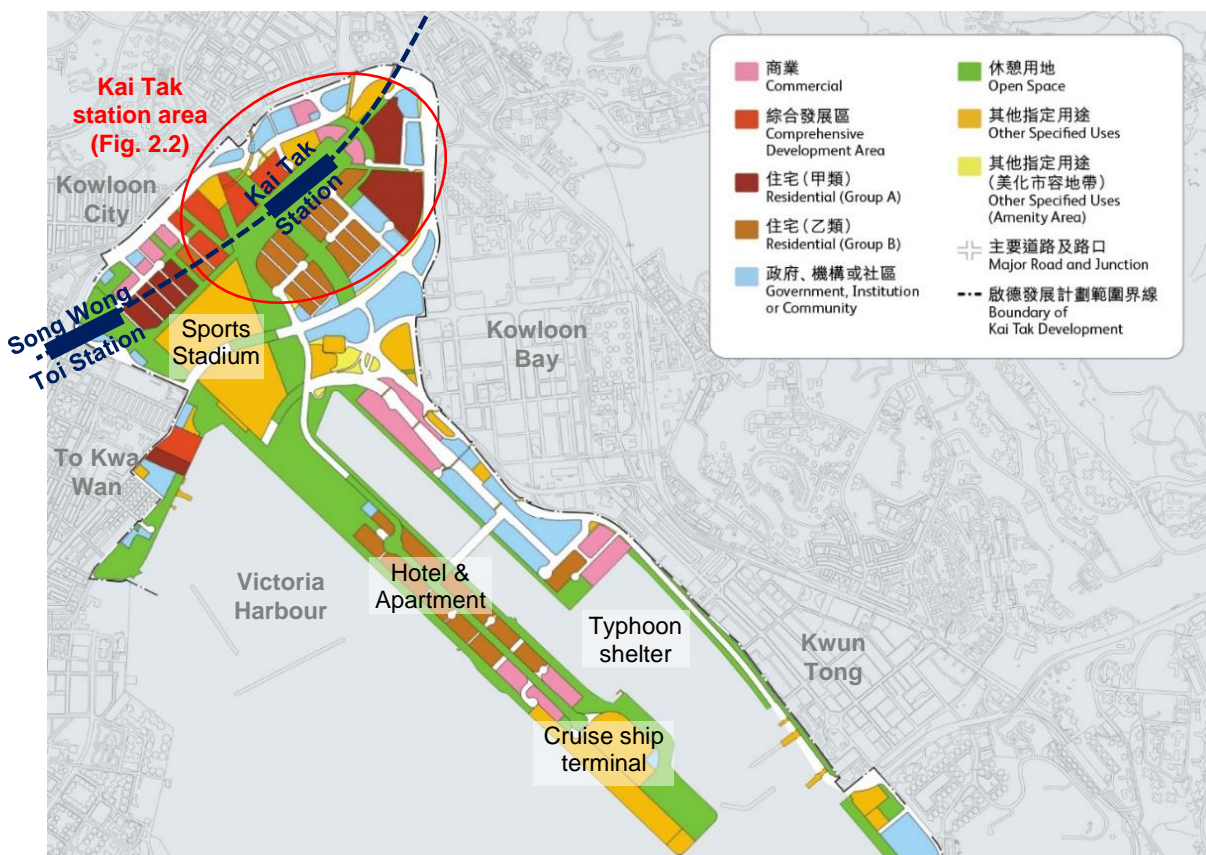 Kai Tak
station area
(Fig. 2.2)
Kowloon
City
Kai Tak
Station
Song Wong
Toi Station
Sports
Stadium
Kowloon
Bay
To Kwa
Wan
Victoria
Harbour
Hotel &
Apartment
Typhoon
shelter
Kwun
Tong
Cruise ship
terminal
商業
Commercial
綜合發展區
Comprehensive
Development Area
住宅(甲類)
Residential (Group A)
住宅(乙類)
Residential (Group B)
政府、機構或社區
Government, Institution
or Community
休憩用地
Open Space
其他指定用途
Other Specified Uses
其他指定用途
(美化市容地帶)
Other Specified Uses
(Amenity Area)
主要道路及路口
Major Road and Junction
啟德發展計劃範圍界線
Boundary of
Kai Tak Development